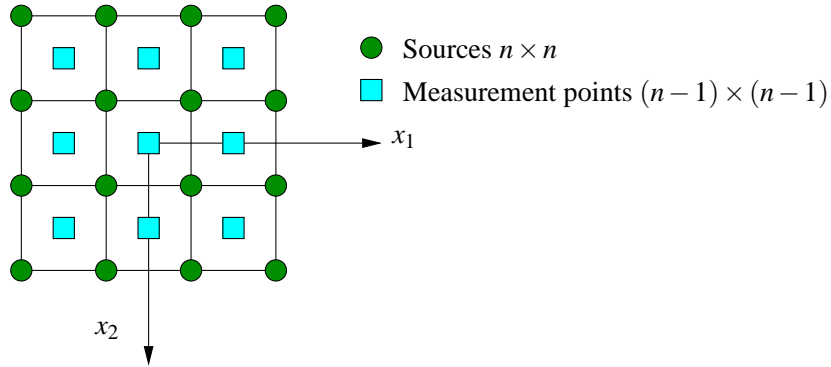 Sources n × n
Measurement points (n − 1) × (n − 1)
x₁
x₂